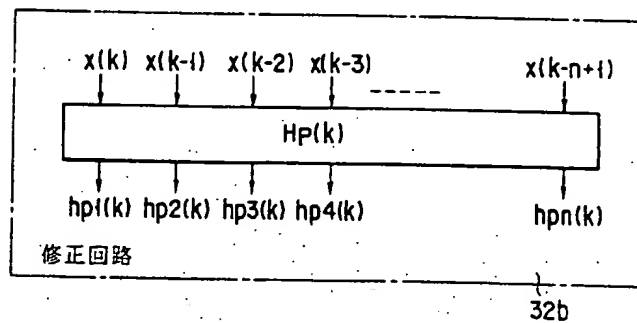 x(k) x(k-1) x(k-2) x(k-3) x(k-n+1)
Hp(k)
hp1(k) hp2(k) hp3(k) hp4(k) hpn(k)
修正回路
32b